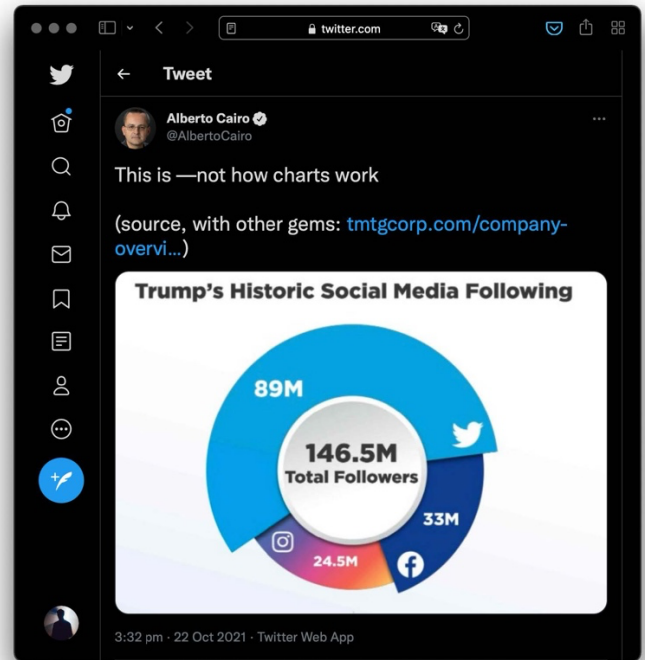 twitter.com
Tweet
Alberto Cairo
@AlbertoCairo
This is —not how charts work
(source, with other gems: tmtgcorp.com/company-
overvi...)
Trump's Historic Social Media Following
89M
146.5M
Total Followers
33M
24.5M
3:32 pm · 22 Oct 2021 · Twitter Web App